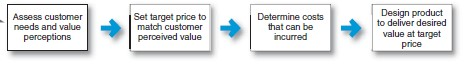 Assess customer
needs and value
perceptions
Set target price to
match customer
perceived value
Determine costs
that can be
incurred
Design product
to deliver desired
value at target
price